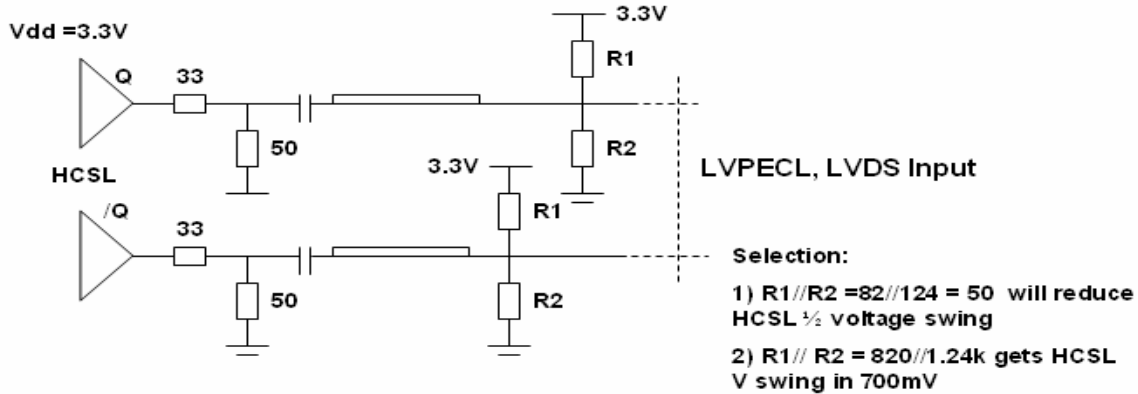 3.3V
Vdd =3.3V
R1
Q
33
50
R2
3.3V
LVPECL, LVDS Input
HCSL
R1
/Q
33
Selection:
50
R2
1) R1//R2 =82//124 = 50 will reduce
HCSL ½ voltage swing
2) R1// R2 = 820//1.24k gets HCSL
V swing in 700mV